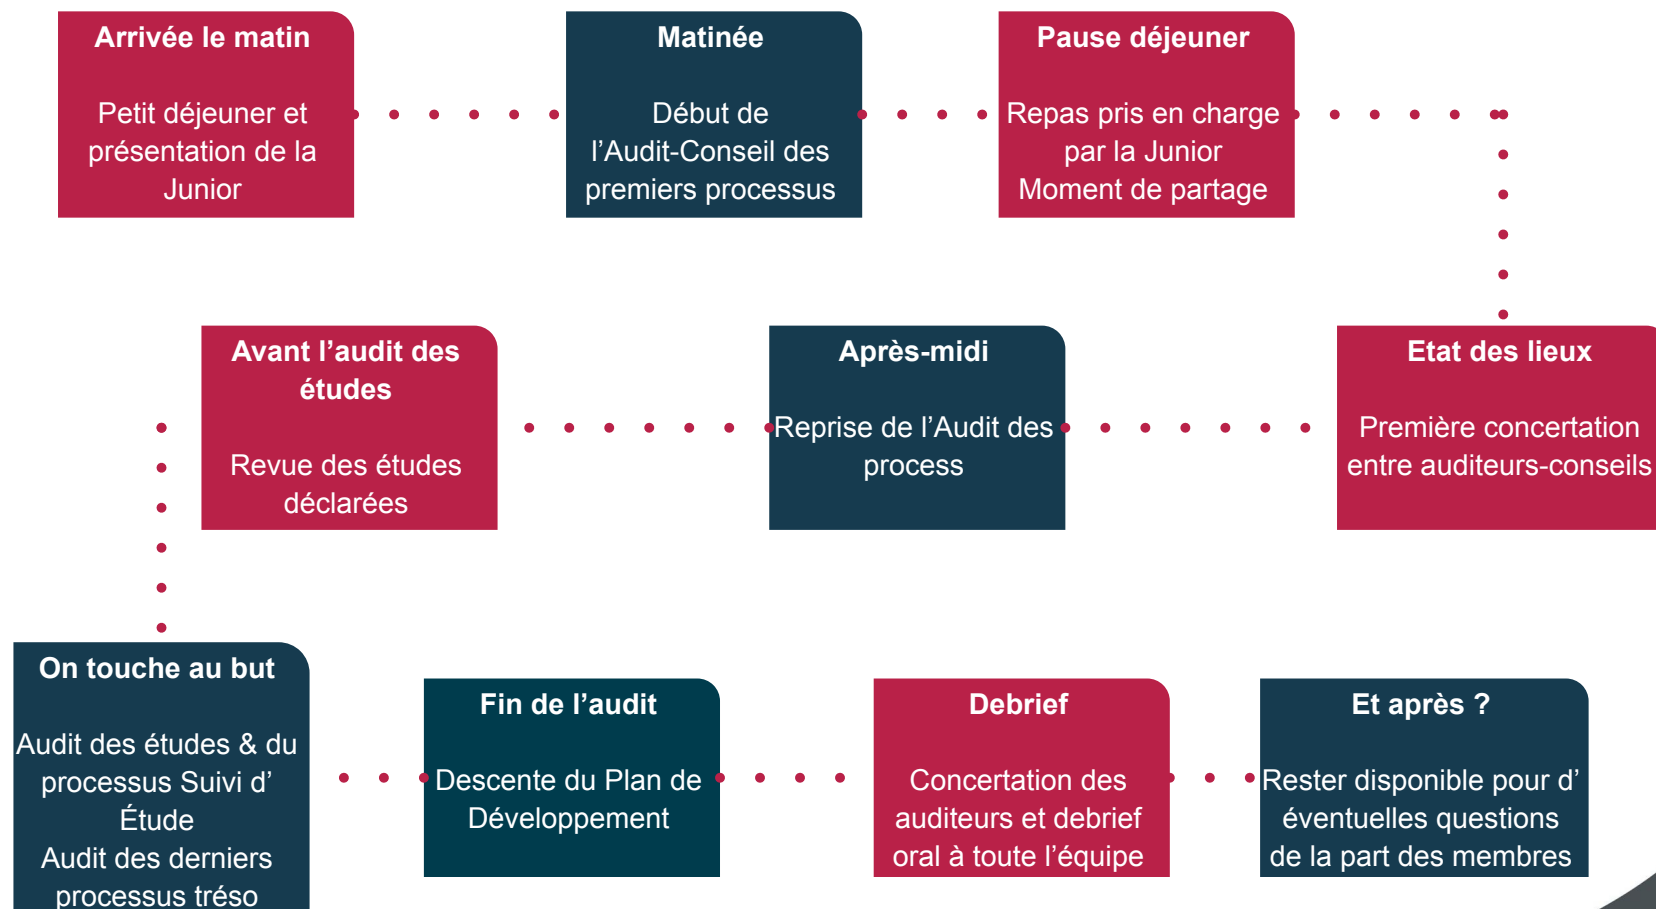 Arrivée le matin
Petit déjeuner et
présentation de la
Junior
Matinée
Début de
l’Audit-Conseil des
premiers processus
Pause déjeuner
Repas pris en charge
par la Junior
Moment de partage
Etat des lieux
Première concertation
entre auditeurs-conseils
Après-midi
Reprise de l’Audit des
process
Avant l’audit des
études
Revue des études
déclarées
On touche au but
Audit des études & du
processus Suivi d’
Étude
Audit des derniers
processus tréso
Fin de l’audit
Descente du Plan de
Développement
Debrief
Concertation des
auditeurs et debrief
oral à toute l’équipe
Et après ?
Rester disponible pour d’
éventuelles questions
de la part des membres